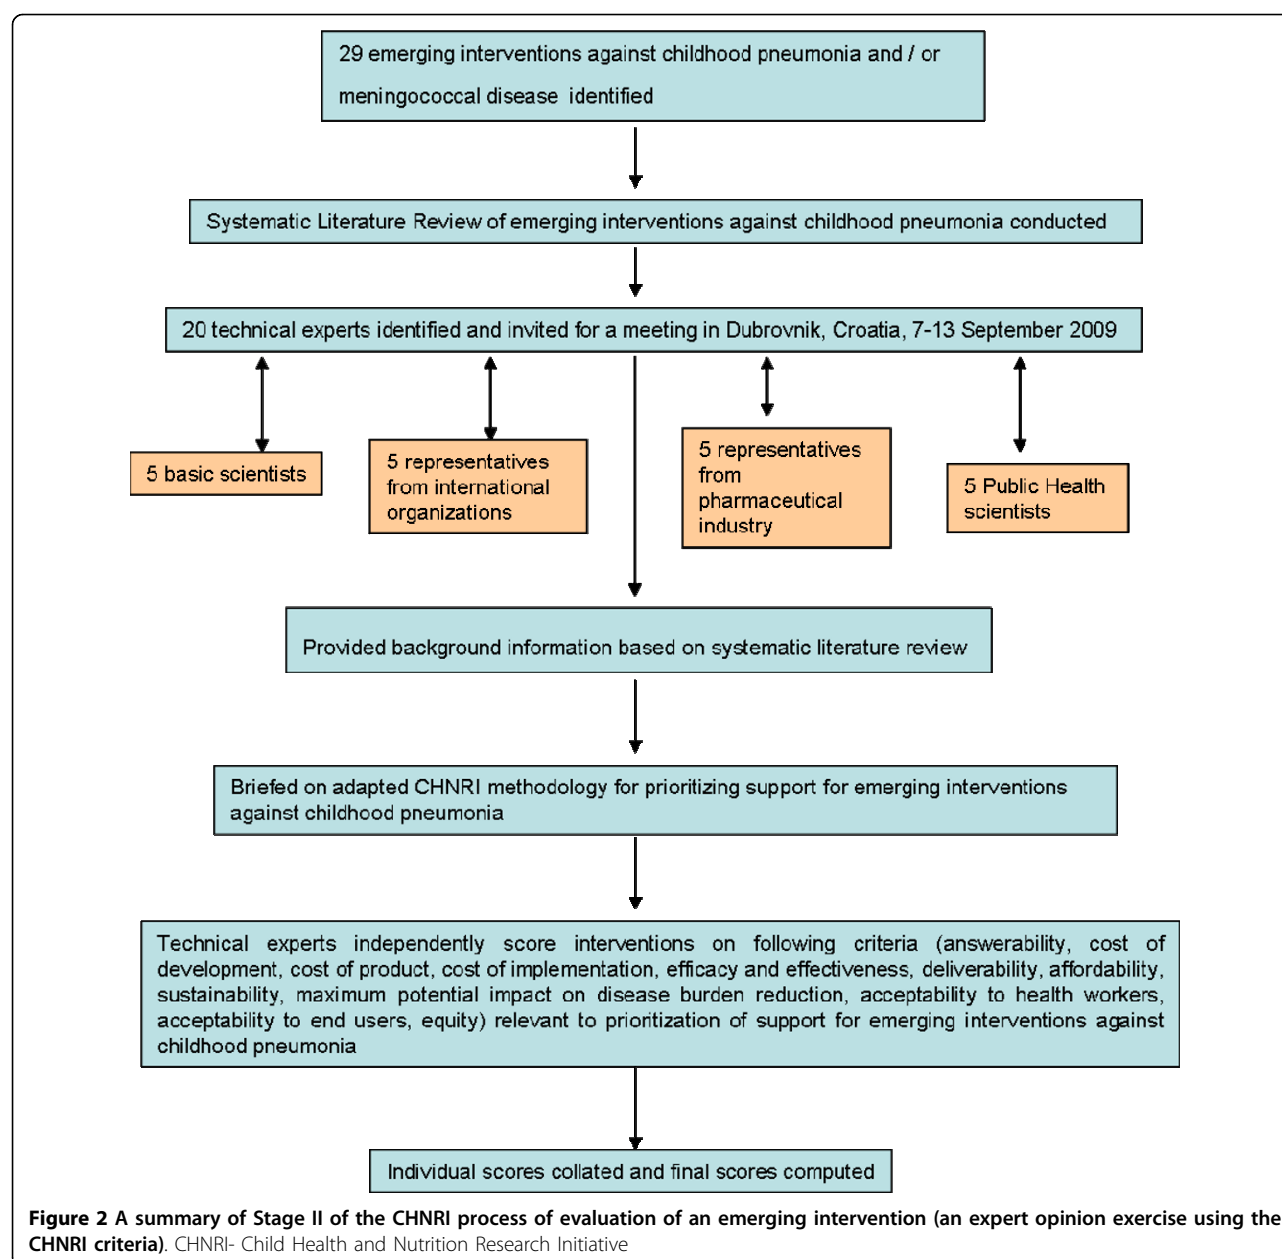 29 emerging interventions against childhood pneumonia and / or
meningococcal disease identified
Systematic Literature Review of emerging interventions against childhood pneumonia conducted
20 technical experts identified and invited for a meeting in Dubrovnik, Croatia, 7-13 September 2009
5 basic scientists
5 representatives
from international
organizations
5 representatives
from
pharmaceutical
industry
5 Public Health
scientists
Provided background information based on systematic literature review
Briefed on adapted CHNRI methodology for prioritizing support for emerging interventions
against childhood pneumonia
Technical experts independently score interventions on following criteria (answerability, cost of
development, cost of product, cost of implementation, efficacy and effectiveness, deliverability, affordability,
sustainability, maximum potential impact on disease burden reduction, acceptability to health workers,
acceptability to end users, equity) relevant to prioritization of support for emerging interventions against
childhood pneumonia
Individual scores collated and final scores computed
Figure 2 A summary of Stage II of the CHNRI process of evaluation of an emerging intervention (an expert opinion exercise using the
CHNRI criteria). CHNRI- Child Health and Nutrition Research Initiative